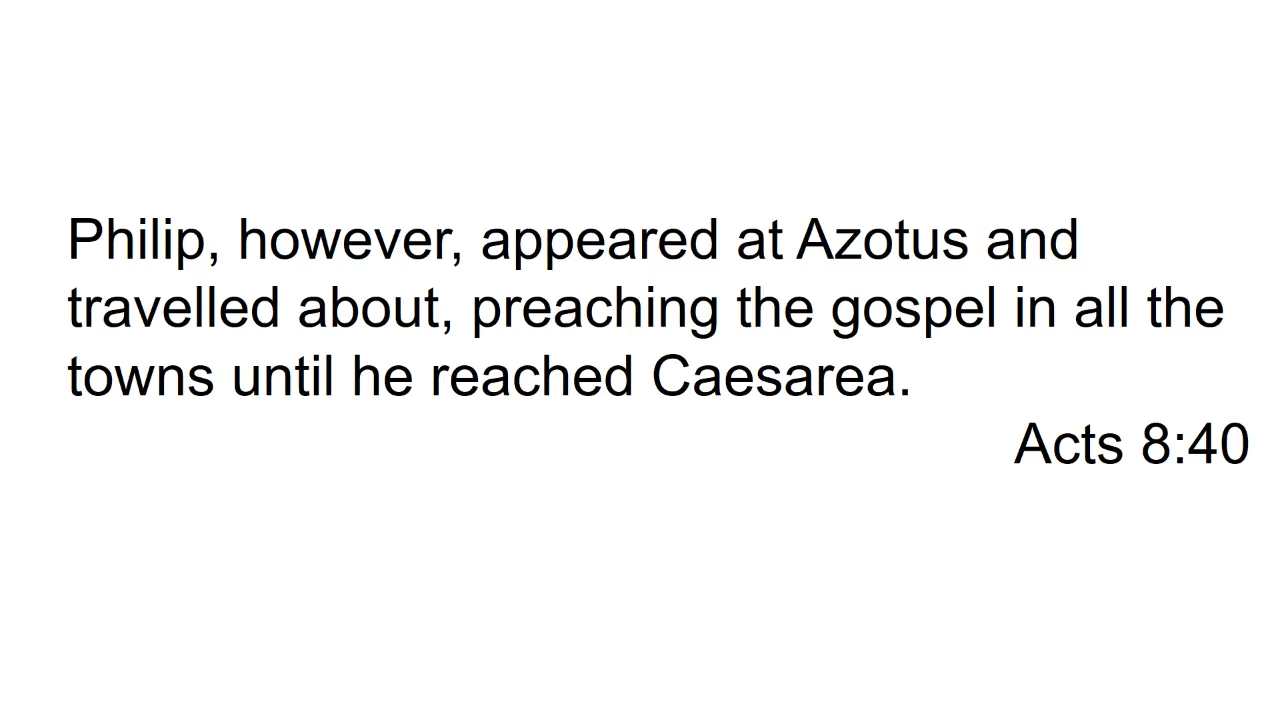 Philip, however, appeared at Azotus and
travelled about, preaching the gospel in all the
towns until he reached Caesarea.
Acts 8:40